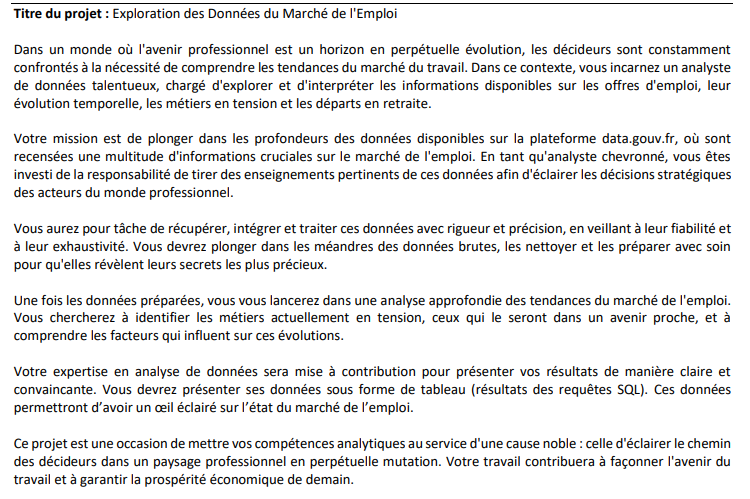 Titre du projet : Exploration des Données du Marché de l'Emploi
Dans un monde où l'avenir professionnel est un horizon en perpétuelle évolution, les décideurs sont constamment
confrontés à la nécessité de comprendre les tendances du marché du travail. Dans ce contexte, vous incarnez un analyste
de données talentueux, chargé d'explorer et d'interpréter les informations disponibles sur les offres d'emploi, leur
évolution temporelle, les métiers en tension et les départs en retraite.
Votre mission est de plonger dans les profondeurs des données disponibles sur la plateforme data.gouv.fr, où sont
recensées une multitude d'informations cruciales sur le marché de l'emploi. En tant qu'analyste chevronné, vous êtes
investi de la responsabilité de tirer des enseignements pertinents de ces données afin d'éclairer les décisions stratégiques
des acteurs du monde professionnel.
Vous aurez pour tâche de récupérer, intégrer et traiter ces données avec rigueur et précision, en veillant à leur fiabilité et
à leur exhaustivité. Vous devrez plonger dans les méandres des données brutes, les nettoyer et les préparer avec soin
pour qu'elles révèlent leurs secrets les plus précieux.
Une fois les données préparées, vous vous lancerez dans une analyse approfondie des tendances du marché de l'emploi.
Vous chercherez à identifier les métiers actuellement en tension, ceux qui le seront dans un avenir proche, et à
comprendre les facteurs qui influent sur ces évolutions.
Votre expertise en analyse de données sera mise à contribution pour présenter vos résultats de manière claire et
convaincante. Vous devrez présenter ses données sous forme de tableau (résultats des requêtes SQL). Ces données
permettront d’avoir un œil éclairé sur l’état du marché de l’emploi.
Ce projet est une occasion de mettre vos compétences analytiques au service d'une cause noble : celle d'éclairer le chemin
des décideurs dans un paysage professionnel en perpétuelle mutation. Votre travail contribuera à façonner l'avenir du
travail et à garantir la prospérité économique de demain.